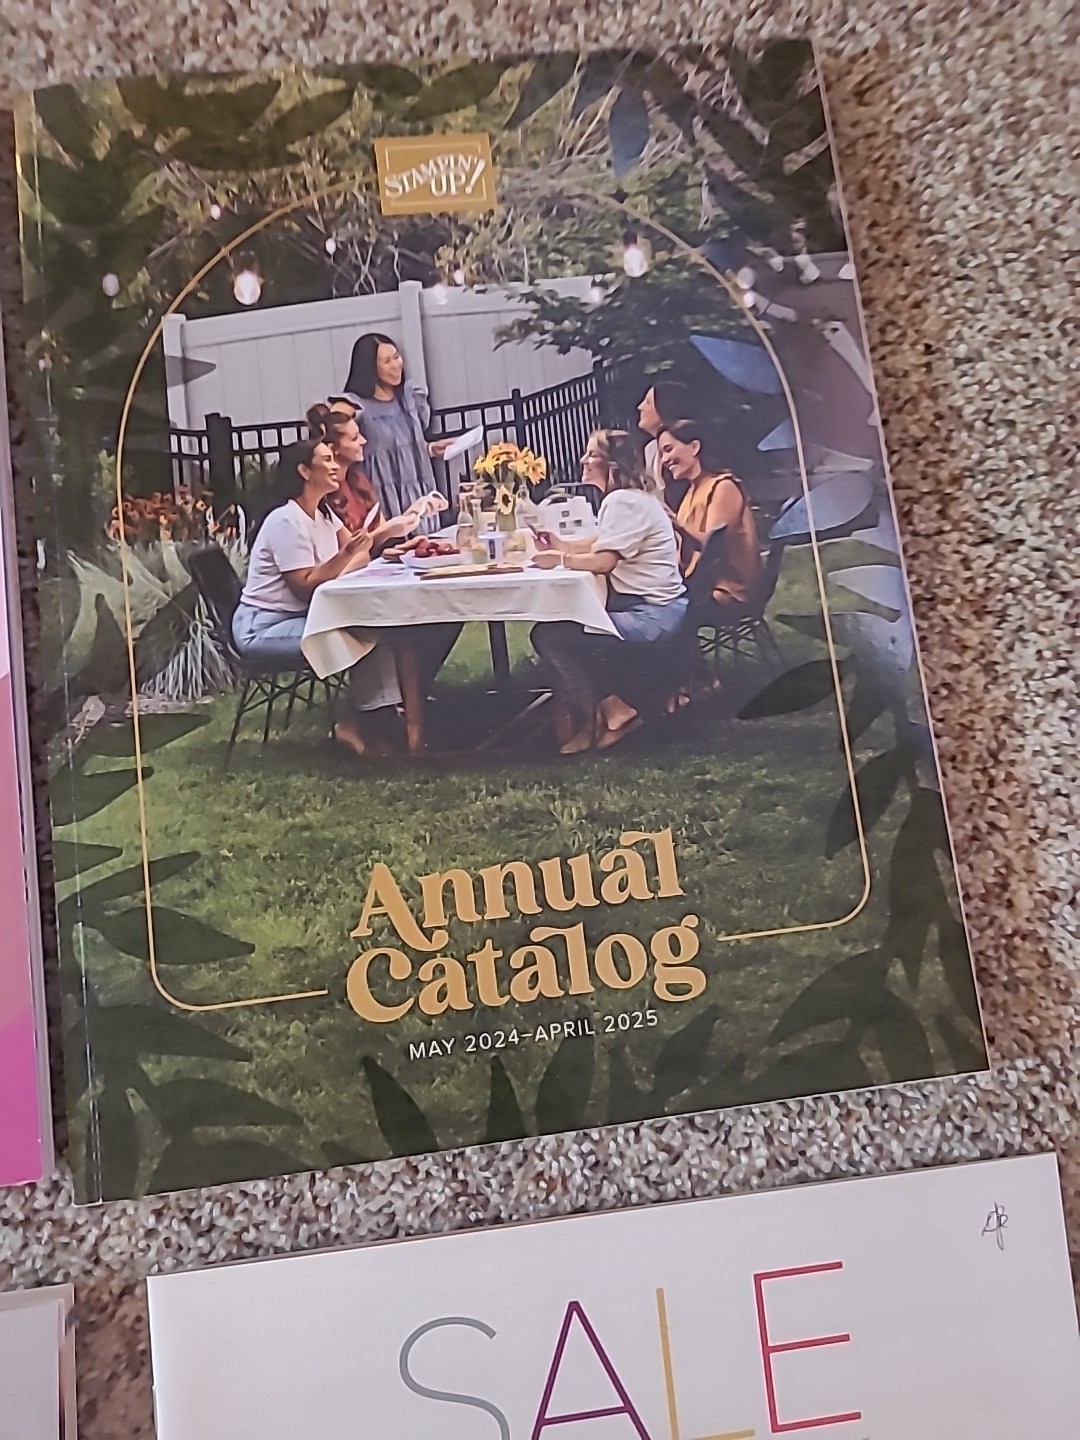 STAMPIN'
UP!
Annual
Catalog
MAY 2024–APRIL 2025
SALE